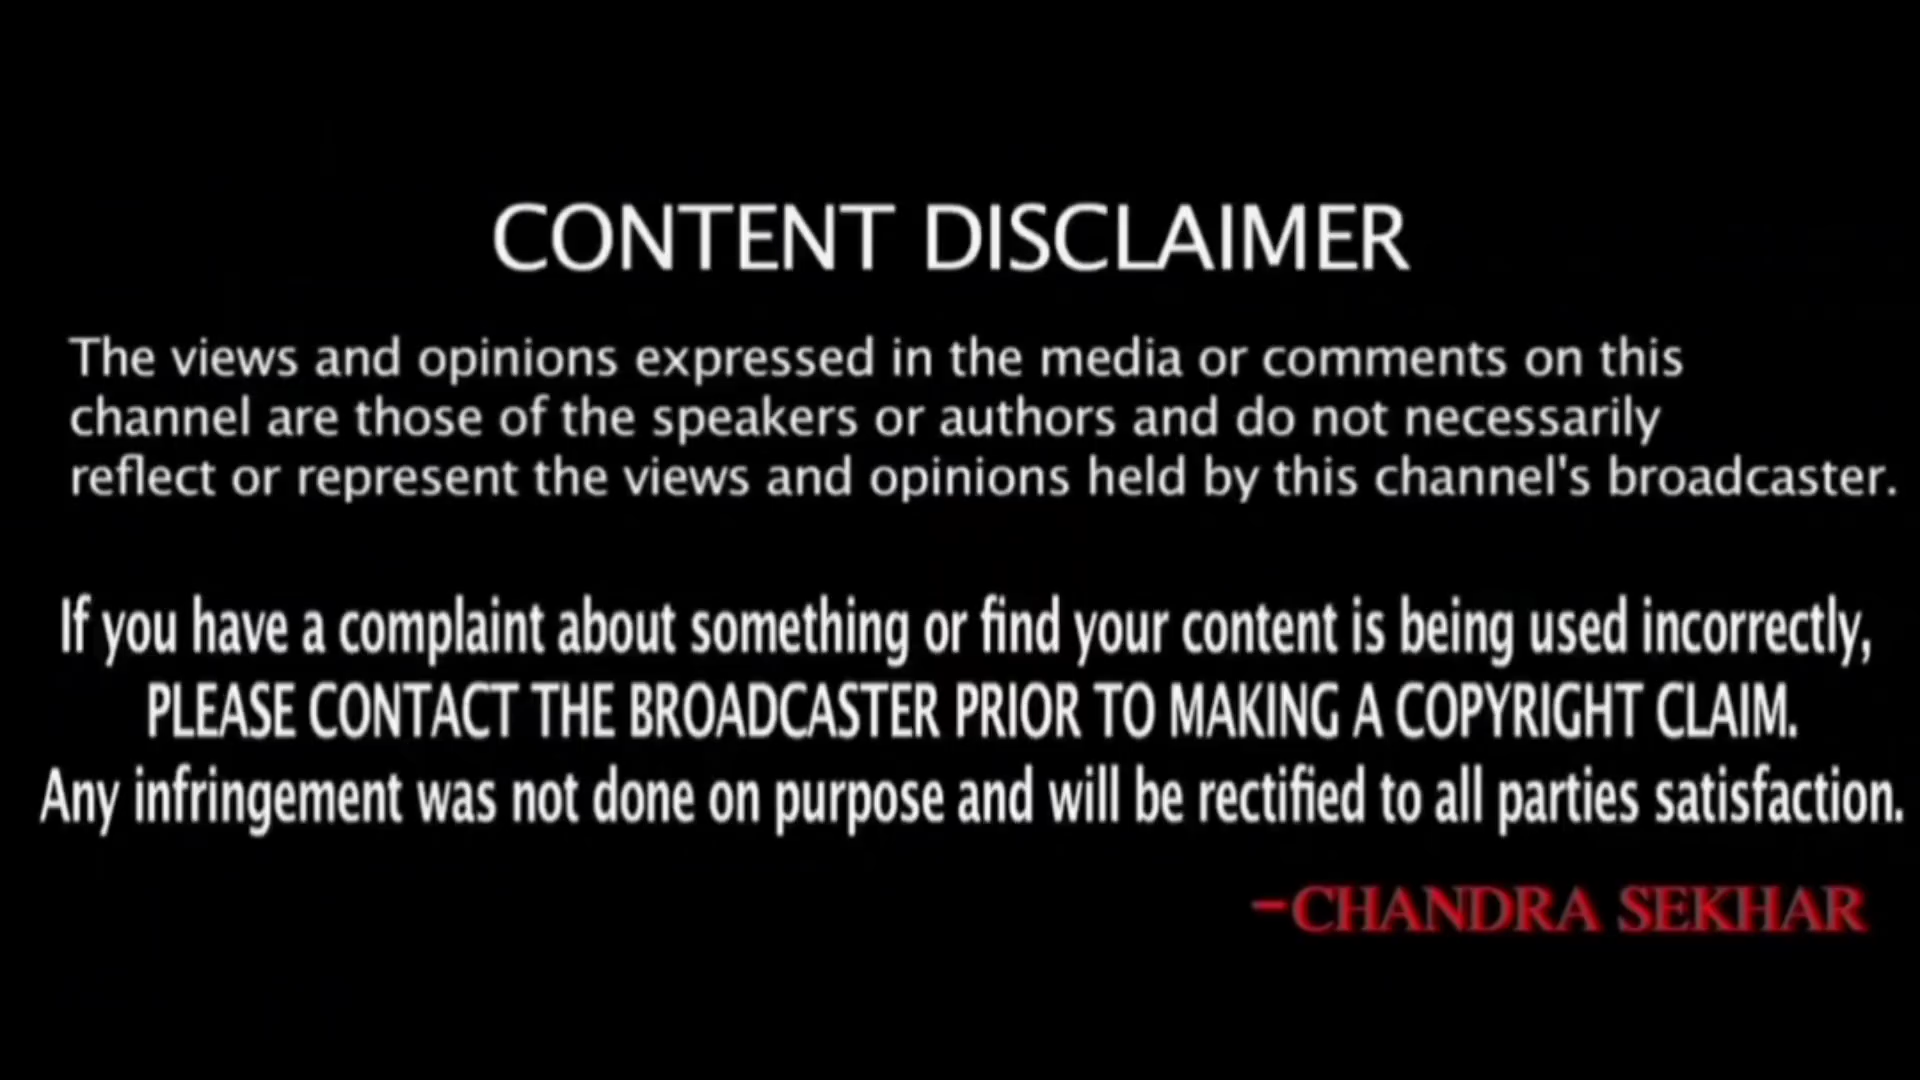 CONTENT DISCLAIMER
The views and opinions expressed in the media or comments on this
channel are those of the speakers or authors and do not necessarily
reflect or represent the views and opinions held by this channel's broadcaster.
If you have a complaint about something or find your content is being used incorrectly,
PLEASE CONTACT THE BROADCASTER PRIOR TO MAKING A COPYRIGHT CLAIM.
Any infringement was not done on purpose and will be rectified to all parties satisfaction.
-CHANDRA SEKHAR